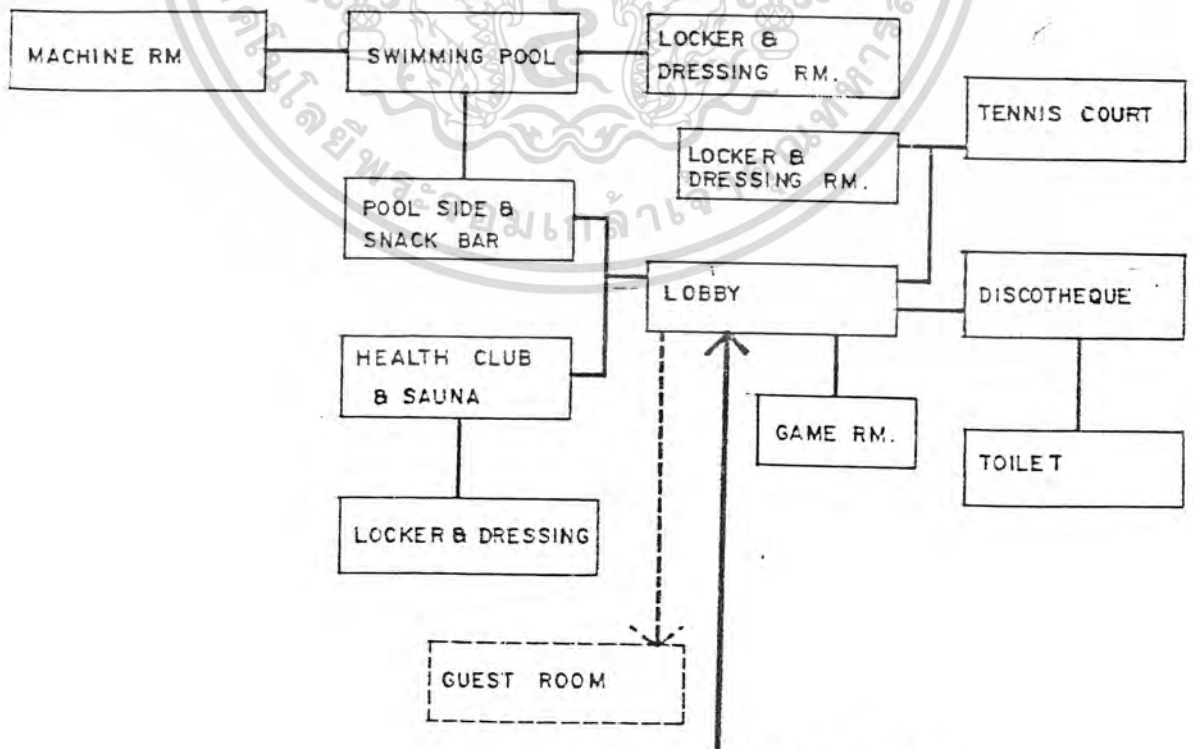 MACHINE RM
SWIMMING POOL
LOCKER &
DRESSING RM.
TENNIS COURT
LOCKER &
DRESSING RM.
POOL SIDE &
SNACK BAR
LOBBY
DISCOTHEQUE
HEALTH CLUB
& SAUNA
GAME RM.
TOILET
LOCKER & DRESSING
GUEST ROOM